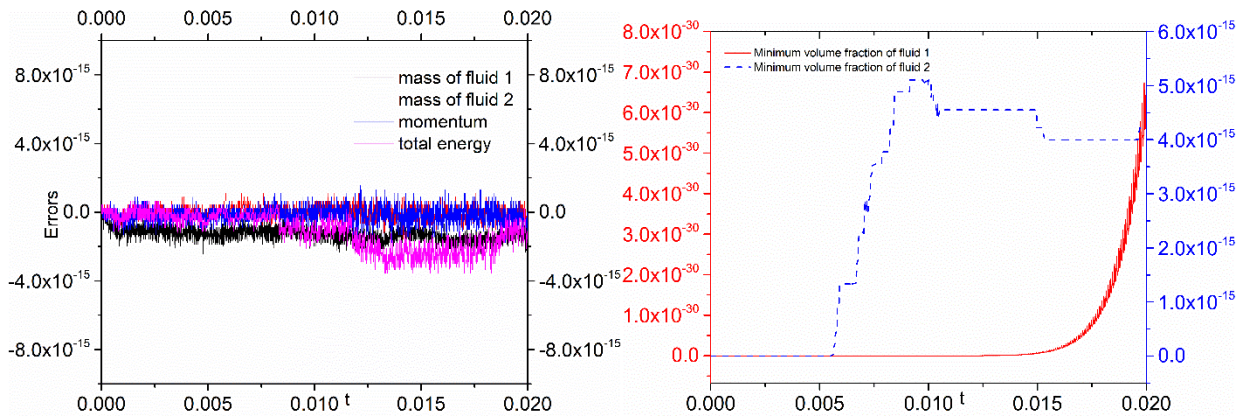 0.000 0.005 0.010 0.015 0.020
8.0x10-15
4.0x10-15
0.0
-4.0x10-15
-8.0x10-15
Errors
mass of fluid 1
mass of fluid 2
momentum
total energy
8.0x10-15
4.0x10-15
0.0
-4.0x10-15
-8.0x10-15
0.000 0.005 0.010 t 0.015 0.020
8.0x10-30
7.0x10-30
6.0x10-30
5.0x10-30
4.0x10-30
3.0x10-30
2.0x10-30
1.0x10-30
0.0
Minimum volume fraction of fluid 1
Minimum volume fraction of fluid 2
6.0x10-15
5.0x10-15
4.0x10-15
3.0x10-15
2.0x10-15
1.0x10-15
0.0
0.000 0.005 0.010 t 0.015 0.020